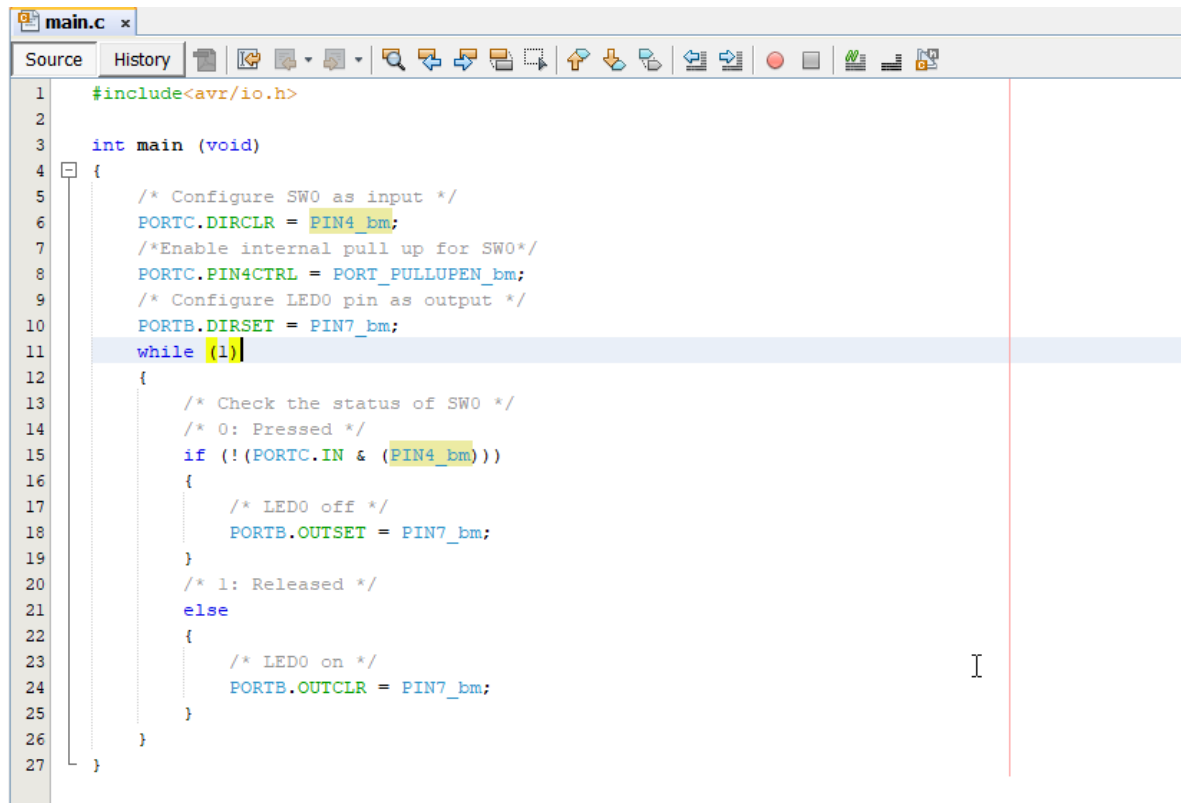 main.c x
Source History
1 #include<avr/io.h>
2
3 int main (void)
4 {
5 /* Configure SW0 as input */
6 PORTC.DIRCLR = PIN4_bm;
7 /*Enable internal pull up for SW0*/
8 PORTC.PIN4CTRL = PORT_PULLUPEN_bm;
9 /* Configure LED0 pin as output */
10 PORTB.DIRSET = PIN7_bm;
11 while (1)
12 {
13 /* Check the status of SW0 */
14 /* 0: Pressed */
15 if (!(PORTC.IN & (PIN4_bm)))
16 {
17 /* LED0 off */
18 PORTB.OUTSET = PIN7_bm;
19 }
20 /* 1: Released */
21 else
22 {
23 /* LED0 on */
24 PORTB.OUTCLR = PIN7_bm;
25 }
26 }
27 }